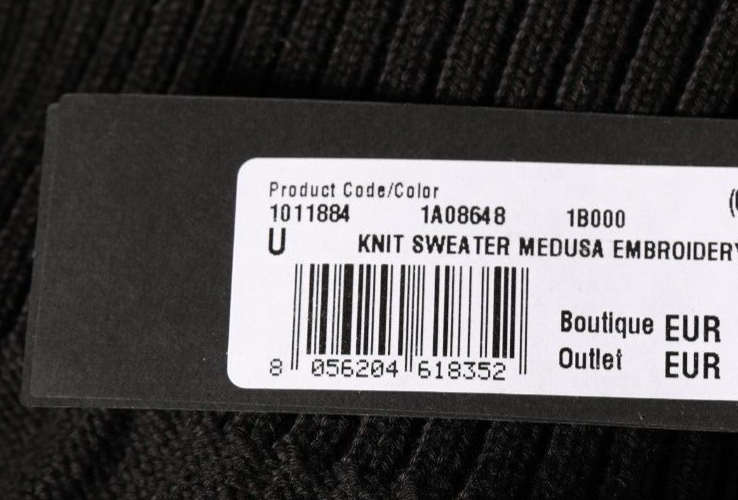 Product Code/Color
1011884 1A08648 1B000
U KNIT SWEATER MEDUSA EMBROIDERY
Boutique EUR
Outlet EUR
8 056204 618352